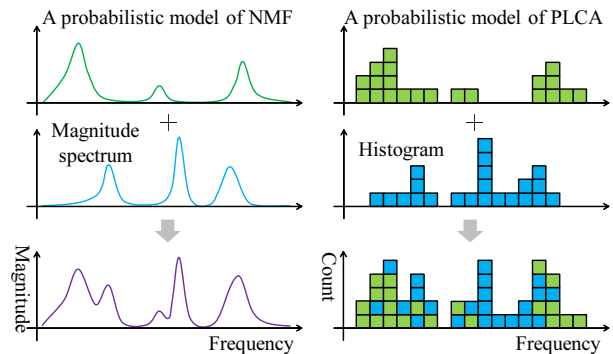 A probabilistic model of NMF
A probabilistic model of PLCA
Magnitude
spectrum
Histogram
Magnitude
Frequency
Count
Frequency